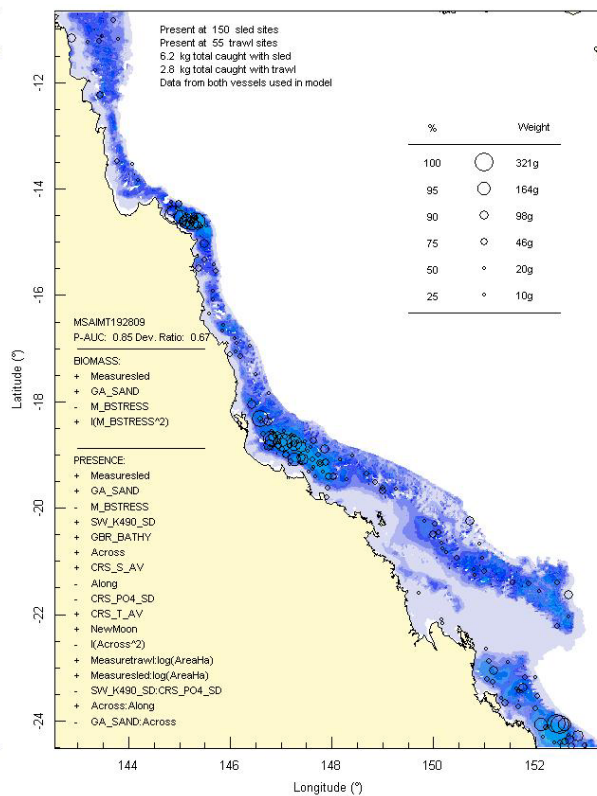 Present at 150 sled sites
Present at 55 trawl sites
6.2 kg total caught with sled
2.8 kg total caught with trawl
Data from both vessels used in model
% Weight
100 321g
95 164g
90 98g
75 46g
50 20g
25 10g
MSAIMT192809
P-AUC: 0.85 Dev. Ratio: 0.67
BIOMASS:
+ Measuresled
+ GA_SAND
- M_BSTRESS
+ I(M_BSTRESS^2)
PRESENCE:
+ Measuresled
+ GA_SAND
- M_BSTRESS
+ SW_K490_SD
+ GBR_BATHY
+ Across
+ CRS_S_AV
- Along
- CRS_PO4_SD
+ CRS_T_AV
+ NewMoon
- I(Across^2)
+ Measuretrawl:log(AreaHa)
+ Measuresled:log(AreaHa)
- SW_K490_SD:CRS_PO4_SD
+ Across:Along
- GA_SAND:Across
Latitude (°)
-12
-14
-16
-18
-20
-22
-24
144 146 148 150 152
Longitude (°)